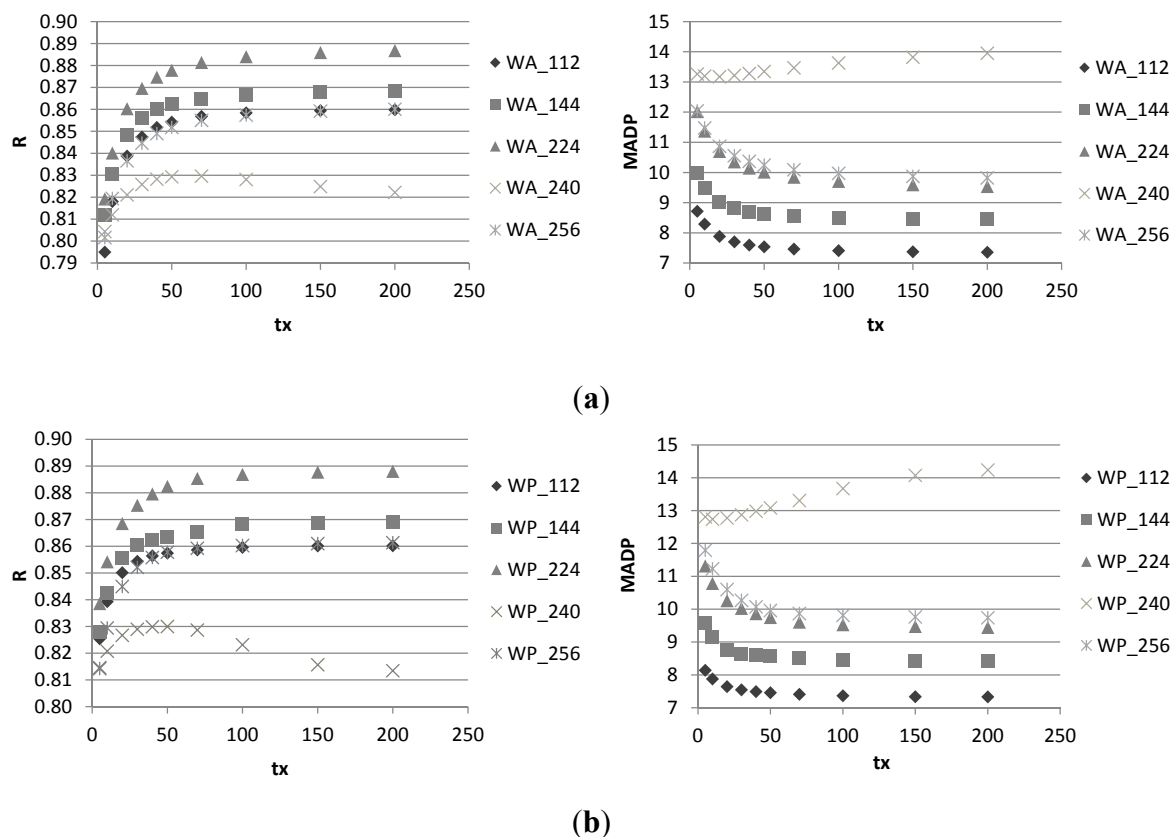 0.90
0.89
0.88
0.87
0.86
0.85
0.84
0.83
0.82
0.81
0.80
0.79
R
0 50 100 150 200 250
tx
WA_112
WA_144
WA_224
WA_240
WA_256
15
14
13
12
11
10
9
8
7
MADP
0 50 100 150 200 250
tx
WA_112
WA_144
WA_224
WA_240
WA_256
(a)
0.90
0.89
0.88
0.87
0.86
0.85
0.84
0.83
0.82
0.81
0.80
R
0 50 100 150 200 250
tx
WP_112
WP_144
WP_224
WP_240
WP_256
15
14
13
12
11
10
9
8
7
MADP
0 50 100 150 200 250
tx
WP_112
WP_144
WP_224
WP_240
WP_256
(b)